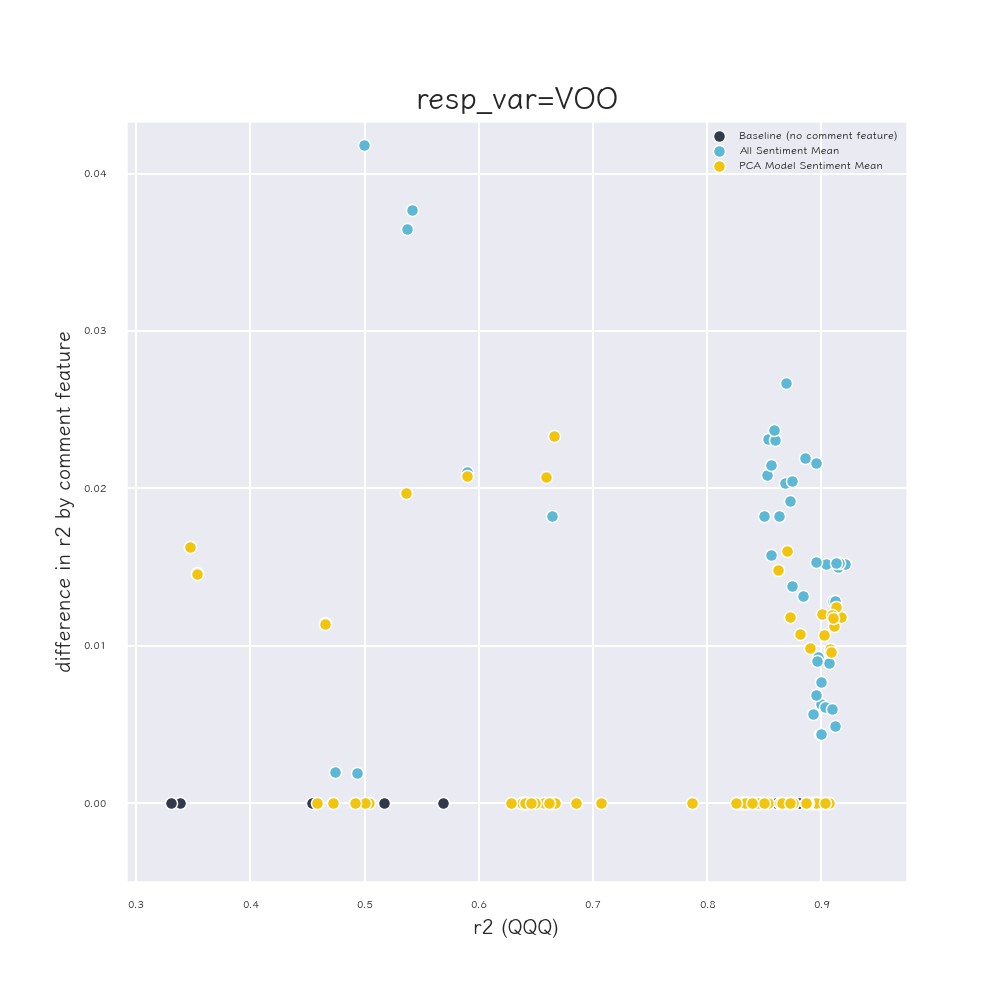 resp_var=VOO
Baseline (no comment feature)
All Sentiment Mean
PCA Model Sentiment Mean
difference in r2 by comment feature
0.04
0.03
0.02
0.01
0.00
0.3 0.4 0.5 0.6 0.7 0.8 0.9
r2 (QQQ)